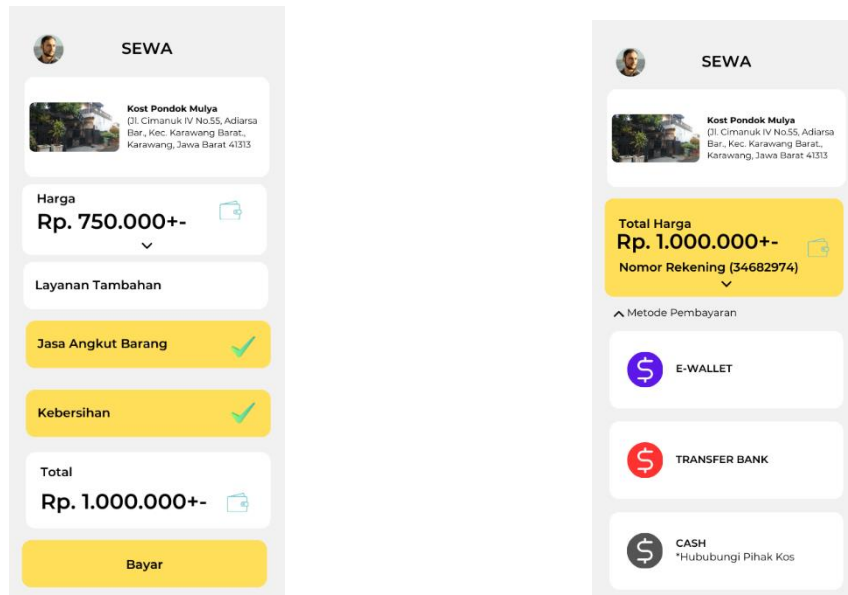 SEWA
Kost Pondok Mulya
(Jl. Cimanuk IV No.55, Adiarsa
Bar., Kec. Karawang Barat.,
Karawang, Jawa Barat 41313
Harga
Rp. 750.000+-
Layanan Tambahan
Jasa Angkut Barang
Kebersihan
Total
Rp. 1.000.000+-
Bayar
SEWA
Kost Pondok Mulya
(Jl. Cimanuk IV No.55, Adiarsa
Bar., Kec. Karawang Barat.,
Karawang, Jawa Barat 41313
Total Harga
Rp. 1.000.000+-
Nomor Rekening (34682974)
Metode Pembayaran
E-WALLET
TRANSFER BANK
CASH
*Hububungi Pihak Kos